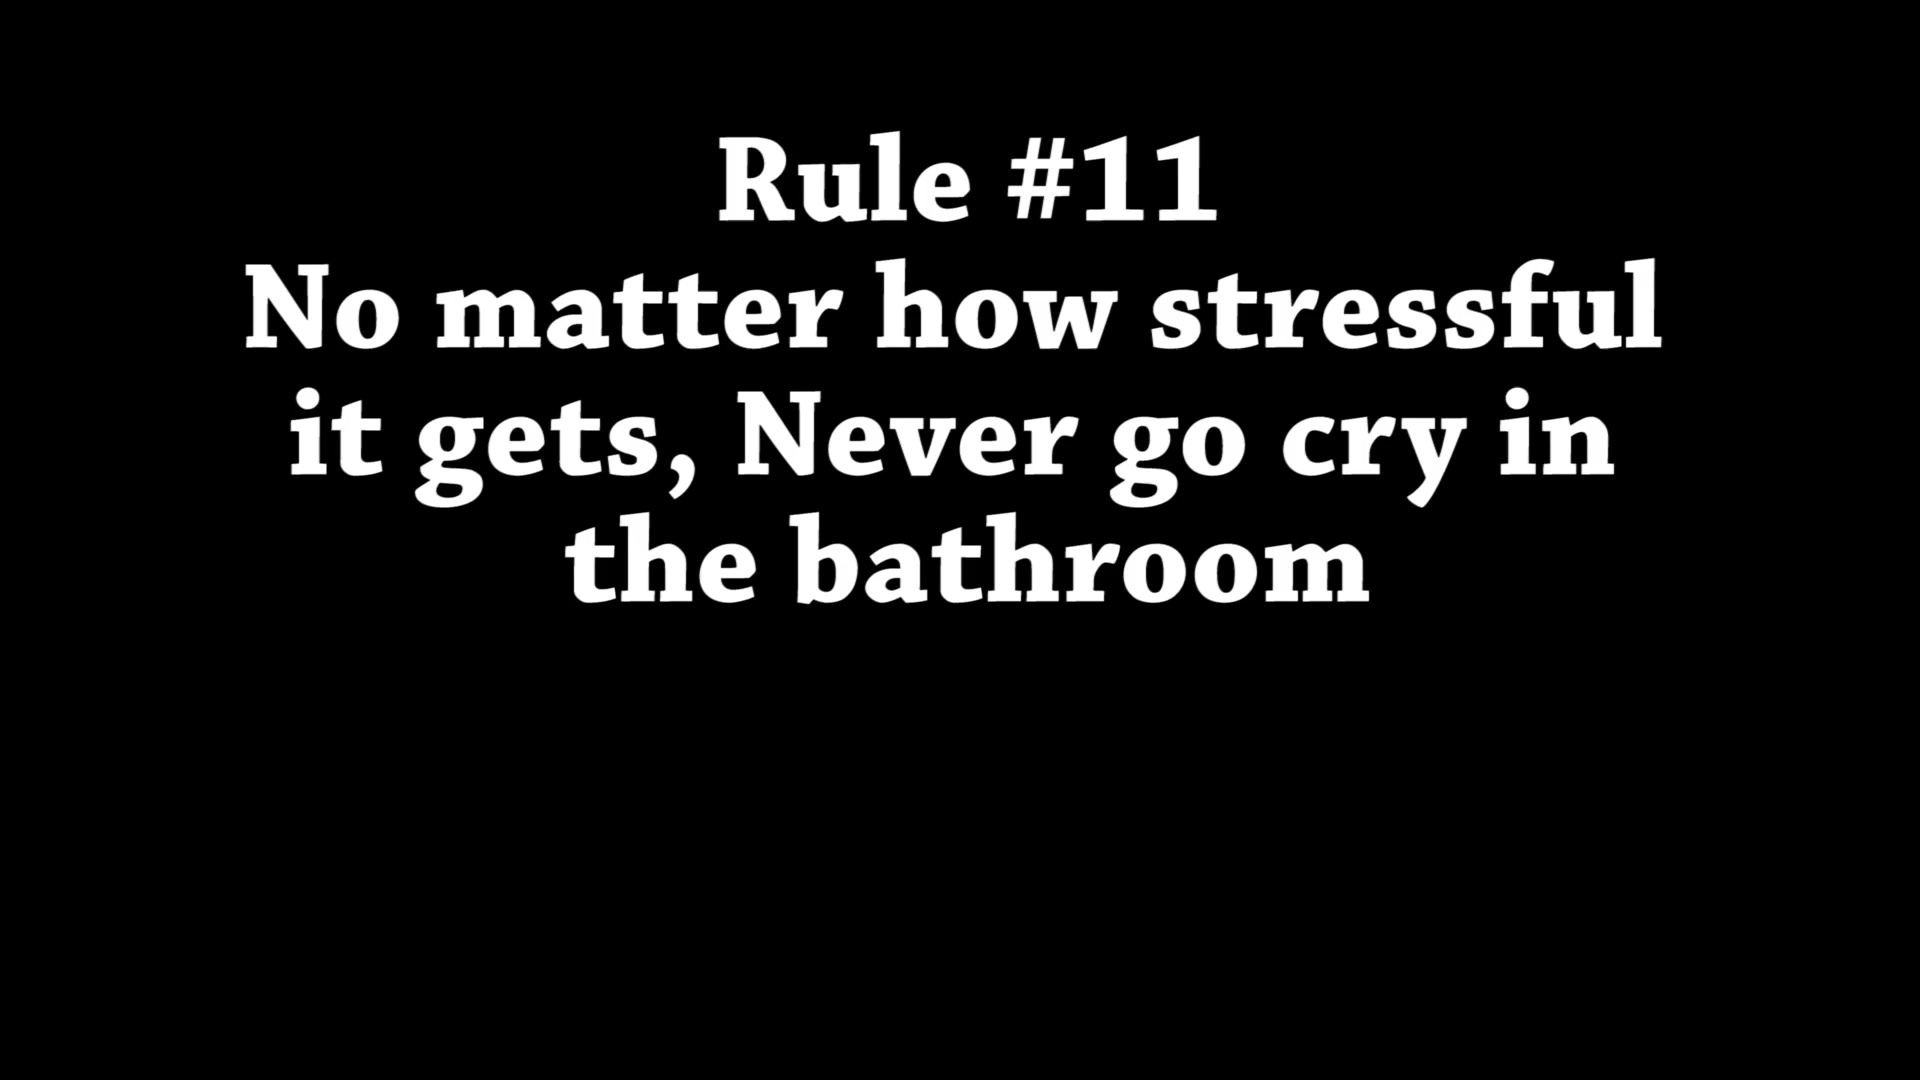 Rule #11
No matter how stressful
it gets, Never go cry in
the bathroom